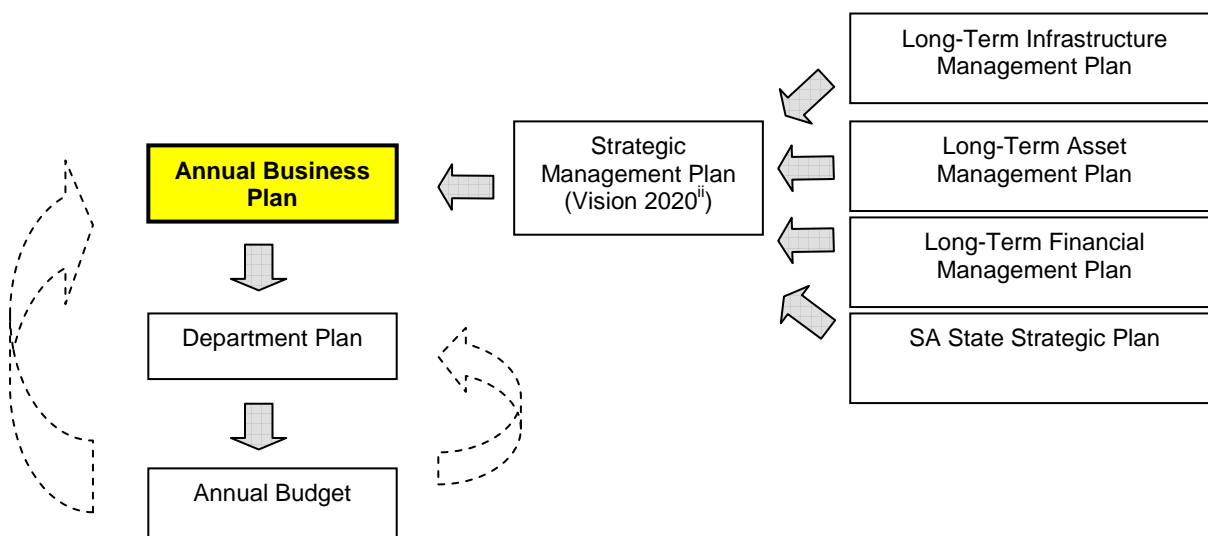 Long-Term Infrastructure
Management Plan
Strategic
Management Plan
(Vision 2020ii)
Long-Term Asset
Management Plan
Annual Business
Plan
Long-Term Financial
Management Plan
Department Plan
SA State Strategic Plan
Annual Budget